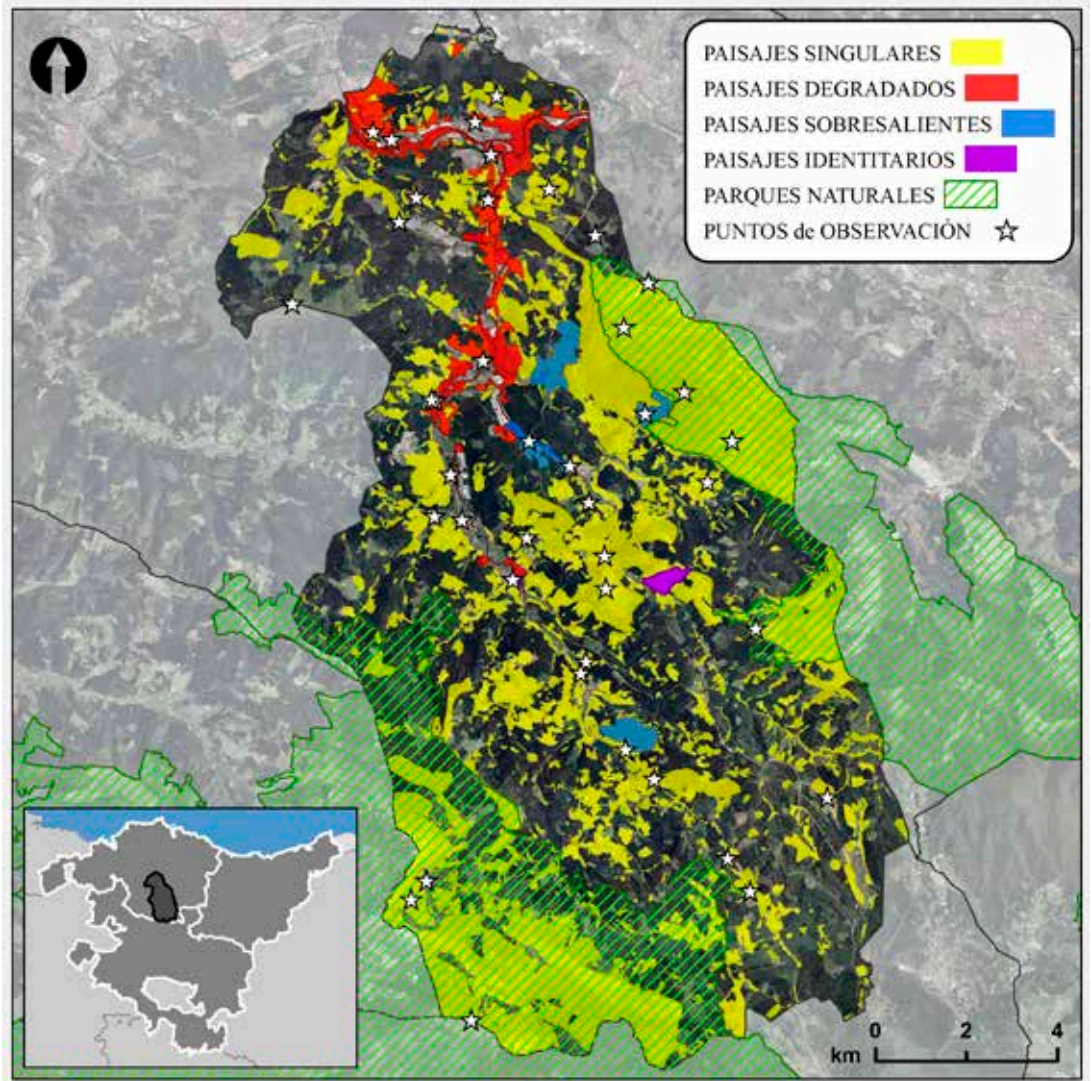 PAISAJES SINGULARES
PAISAJES DEGRADADOS
PAISAJES SOBRESALIENTES
PAISAJES IDENTITARIOS
PARQUES NATURALES
PUNTOS de OBSERVACIÓN
0 2 4
km